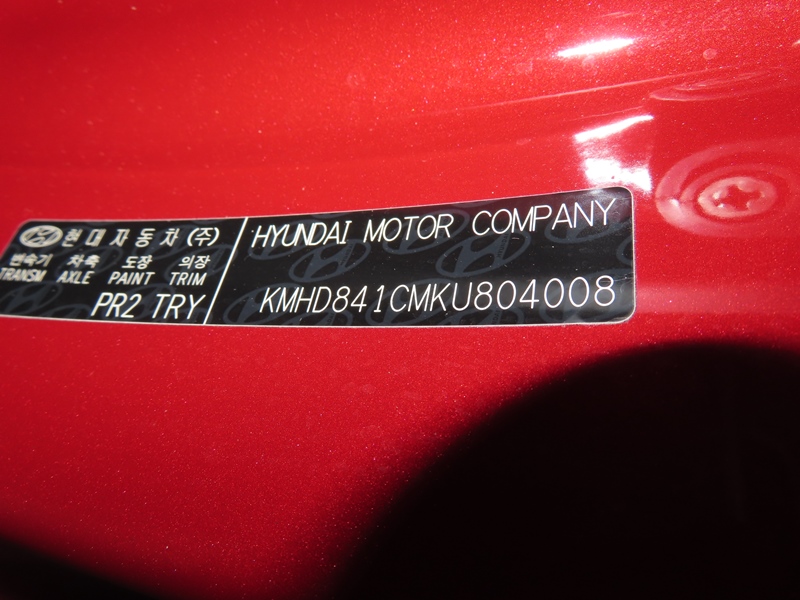 현대자동차(주)
변속기 차축 도장 의장
TRANSM AXLE PAINT TRIM
PR2 TRY
HYUNDAI MOTOR COMPANY
KMHD841CMKU804008